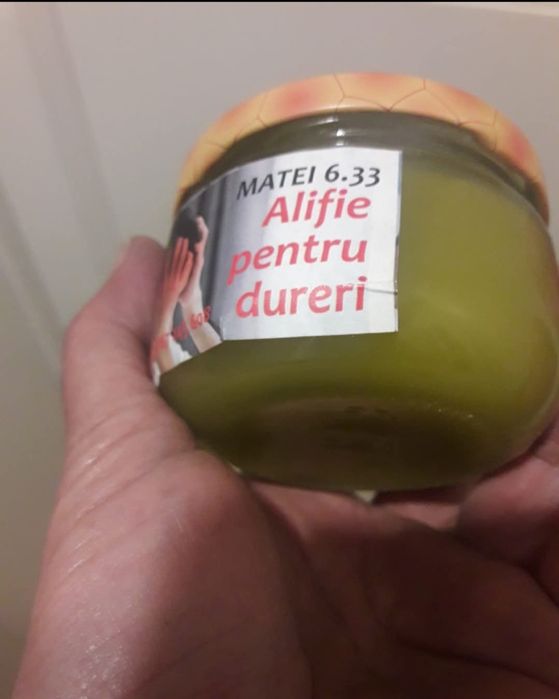 MATEI 6.33
Alifie
pentru
dureri